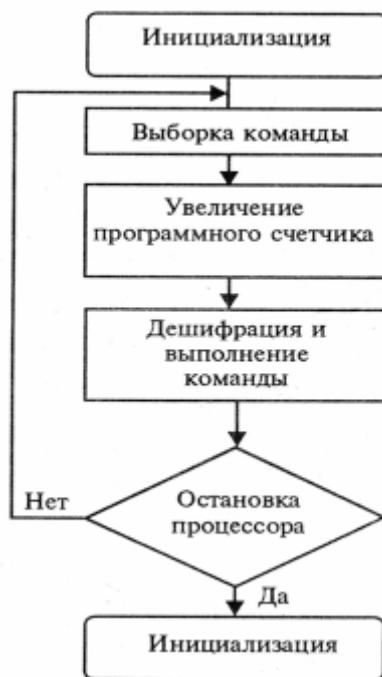 Инициализация
Выборка команды
Увеличение
программного счетчика
Дешифрация и
выполнение
команды
Нет
Остановка
процессора
Да
Инициализация